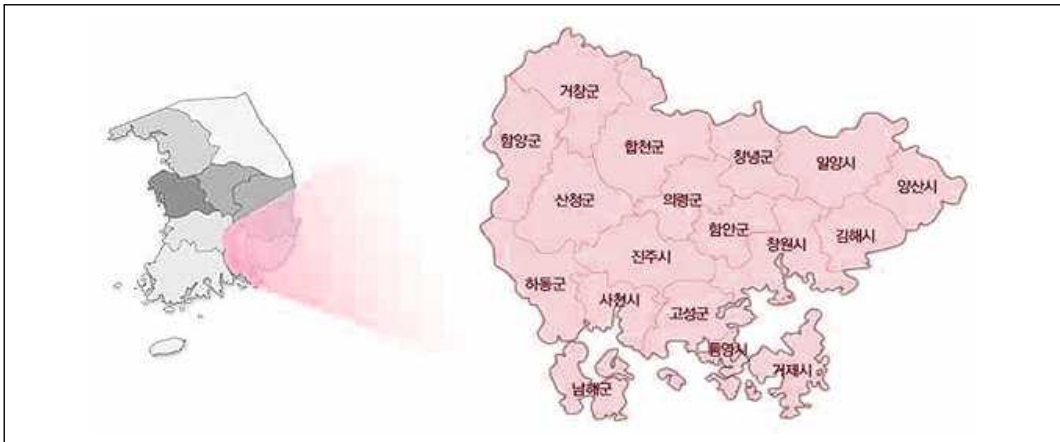 거창군
함양군
합천군
창녕군
밀양시
양산시
산청군
의령군
함안군
창원시
김해시
진주시
하동군
사천시
고성군
통영시
거제시
남해군